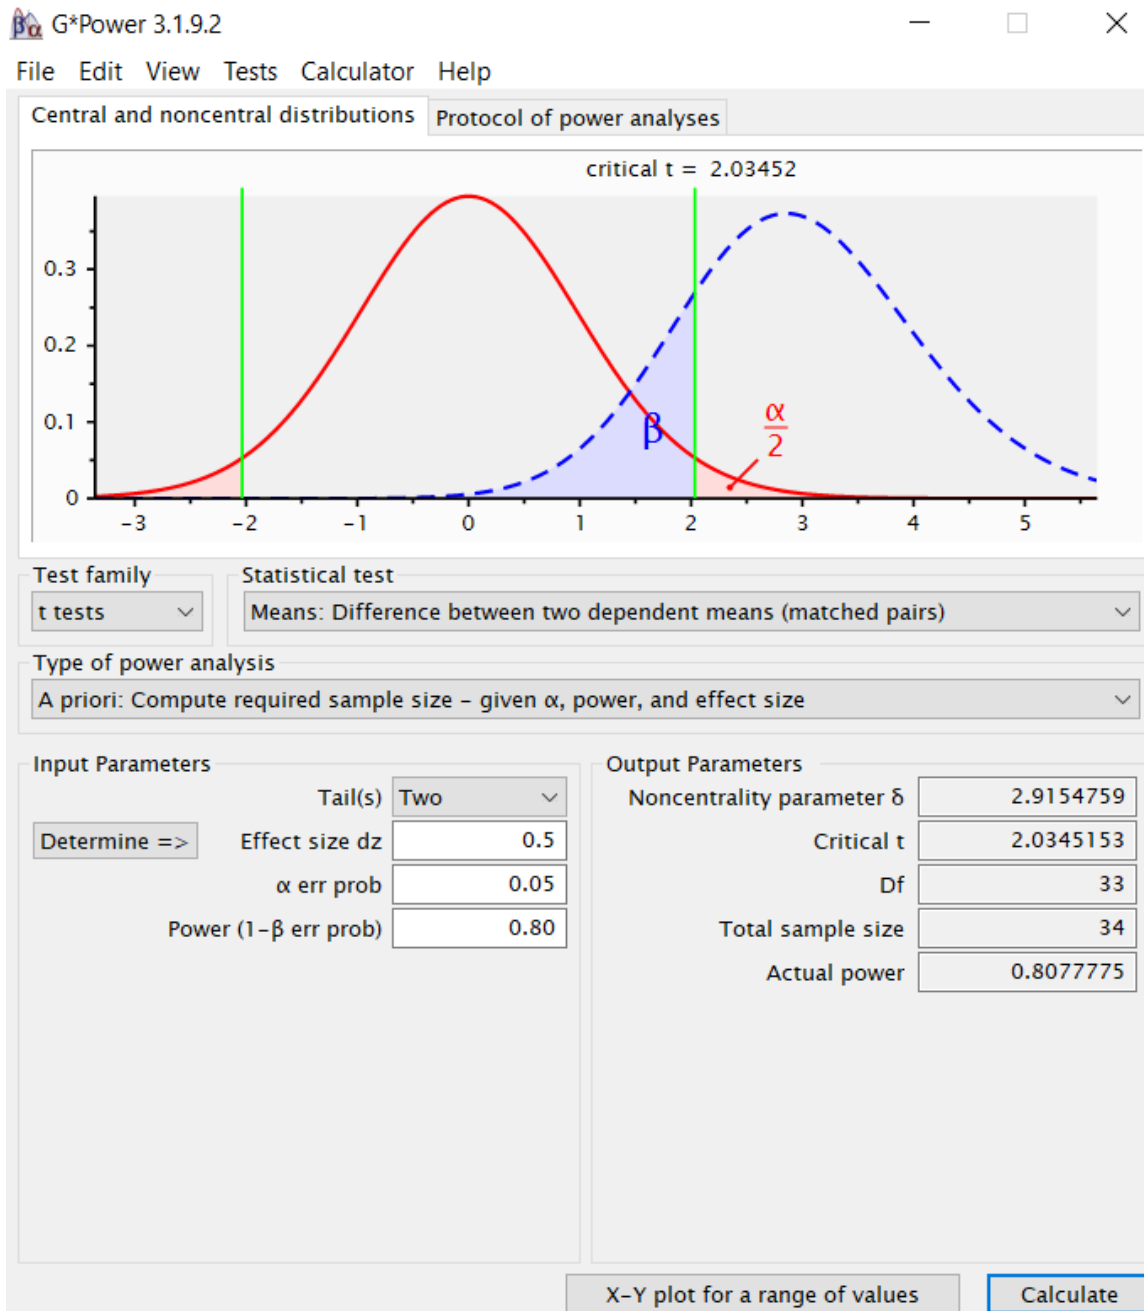 G*Power 3.1.9.2
File Edit View Tests Calculator Help
Central and noncentral distributions Protocol of power analyses
critical t = 2.03452
0.3
0.2
0.1
0
β
α
2
-3 -2 -1 0 1 2 3 4 5
Test family Statistical test
t tests Means: Difference between two dependent means (matched pairs)
Type of power analysis
A priori: Compute required sample size – given α, power, and effect size
Input Parameters Output Parameters
Tail(s) Two Noncentrality parameter δ 2.9154759
Determine => Effect size dz 0.5 Critical t 2.0345153
α err prob 0.05 Df 33
Power (1-β err prob) 0.80 Total sample size 34
Actual power 0.8077775
X-Y plot for a range of values Calculate